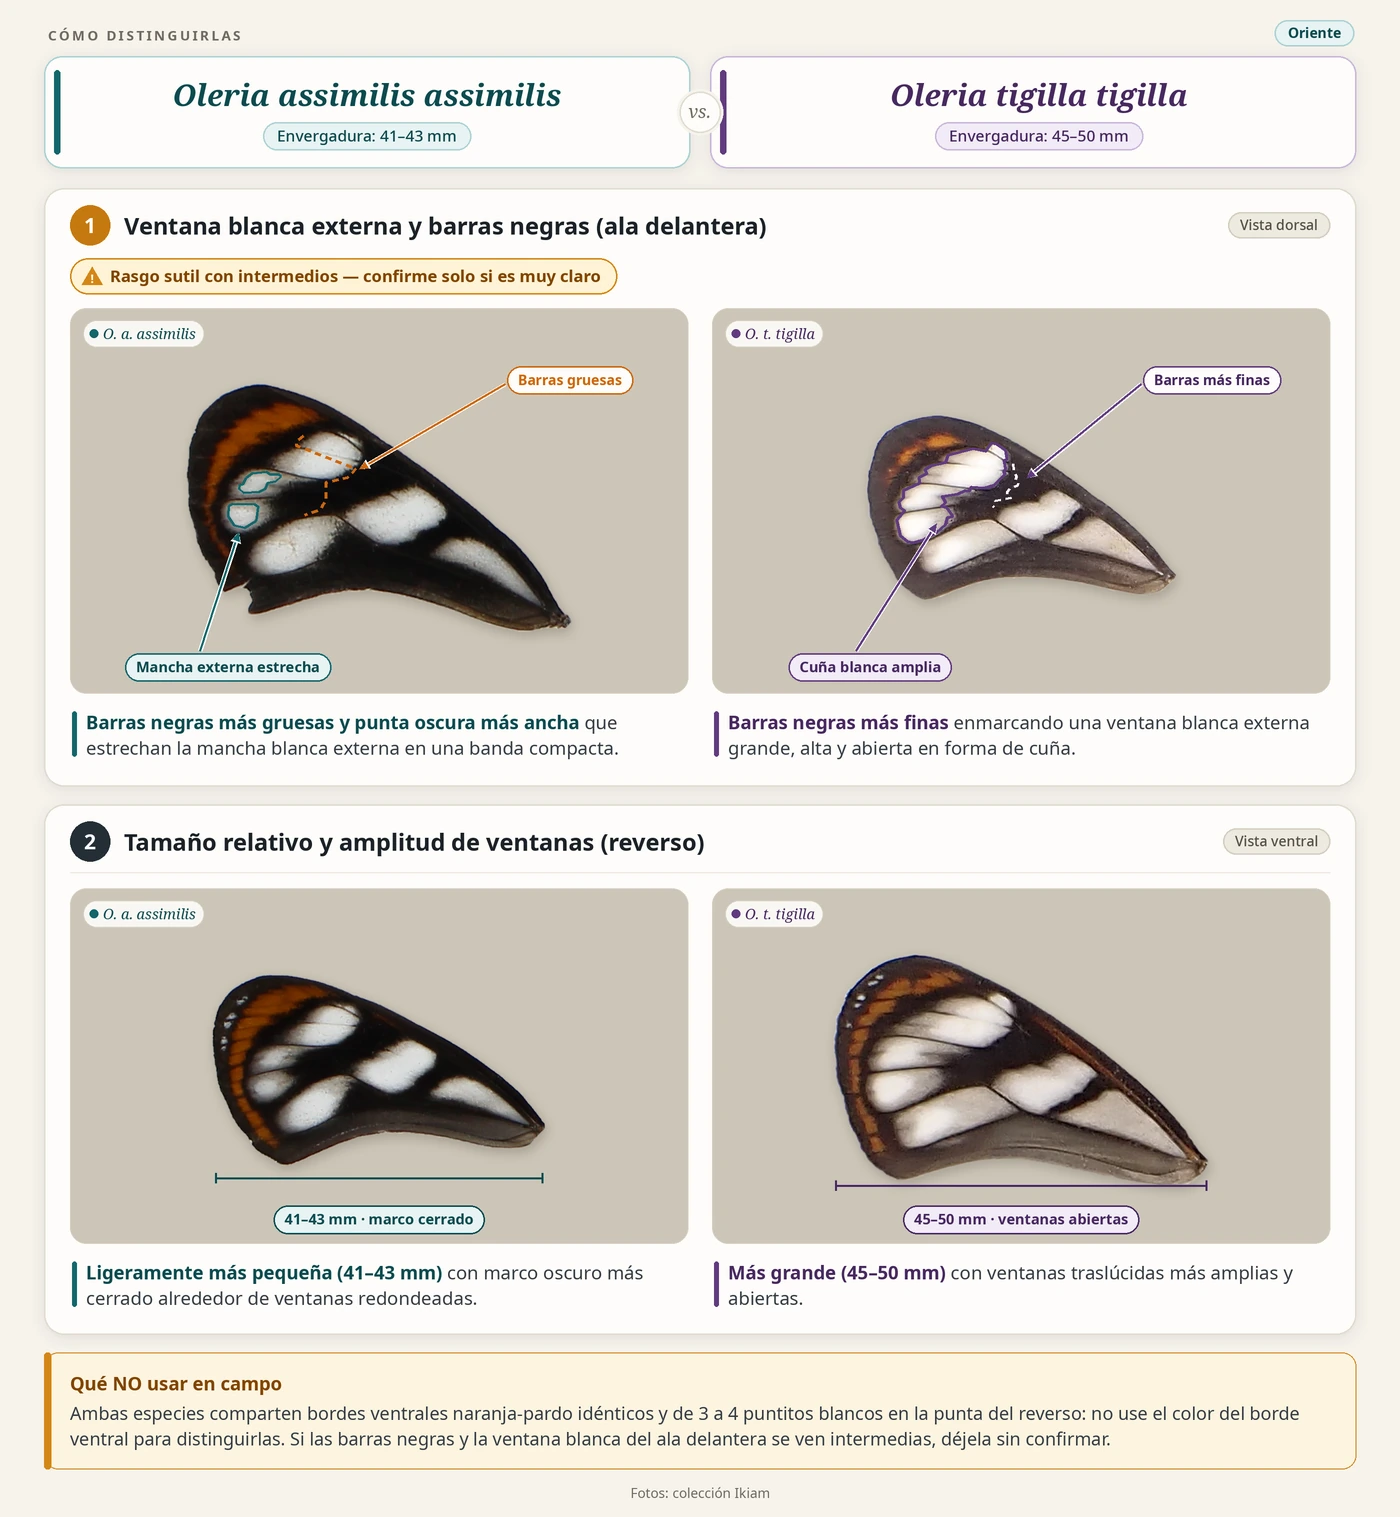 CÓMO DISTINGUIRLAS
Oriente
Oleria assimilis assimilis
Envergadura: 41–43 mm
vs.
Oleria tigilla tigilla
Envergadura: 45–50 mm
1
Ventana blanca externa y barras negras (ala delantera)
Vista dorsal
Rasgo sutil con intermedios — confirme solo si es muy claro
O. a. assimilis
Barras gruesas
Mancha externa estrecha
O. t. tigilla
Barras más finas
Cuña blanca amplia
Barras negras más gruesas y punta oscura más ancha que
estrechan la mancha blanca externa en una banda compacta.
Barras negras más finas enmarcando una ventana blanca externa
grande, alta y abierta en forma de cuña.
2
Tamaño relativo y amplitud de ventanas (reverso)
Vista ventral
O. a. assimilis
41–43 mm · marco cerrado
O. t. tigilla
45–50 mm · ventanas abiertas
Ligeramente más pequeña (41–43 mm) con marco oscuro más
cerrado alrededor de ventanas redondeadas.
Más grande (45–50 mm) con ventanas traslúcidas más amplias y
abiertas.
Qué NO usar en campo
Ambas especies comparten bordes ventrales naranja-pardo idénticos y de 3 a 4 puntitos blancos en la punta del reverso: no use el color del borde
ventral para distinguirlas. Si las barras negras y la ventana blanca del ala delantera se ven intermedias, déjela sin confirmar.
Fotos: colección Ikiam